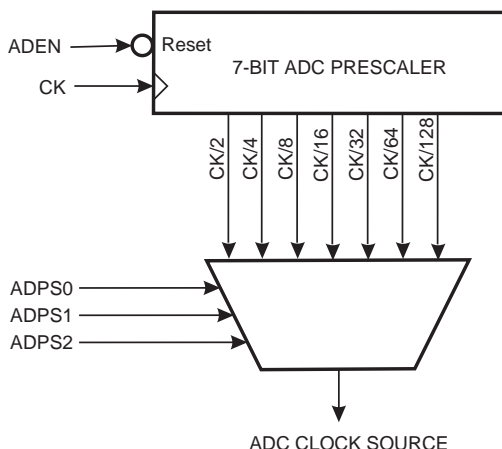 ADEN
Reset
7-BIT ADC PRESCALER
CK
CK/2
CK/4
CK/8
CK/16
CK/32
CK/64
CK/128
ADPS0
ADPS1
ADPS2
ADC CLOCK SOURCE